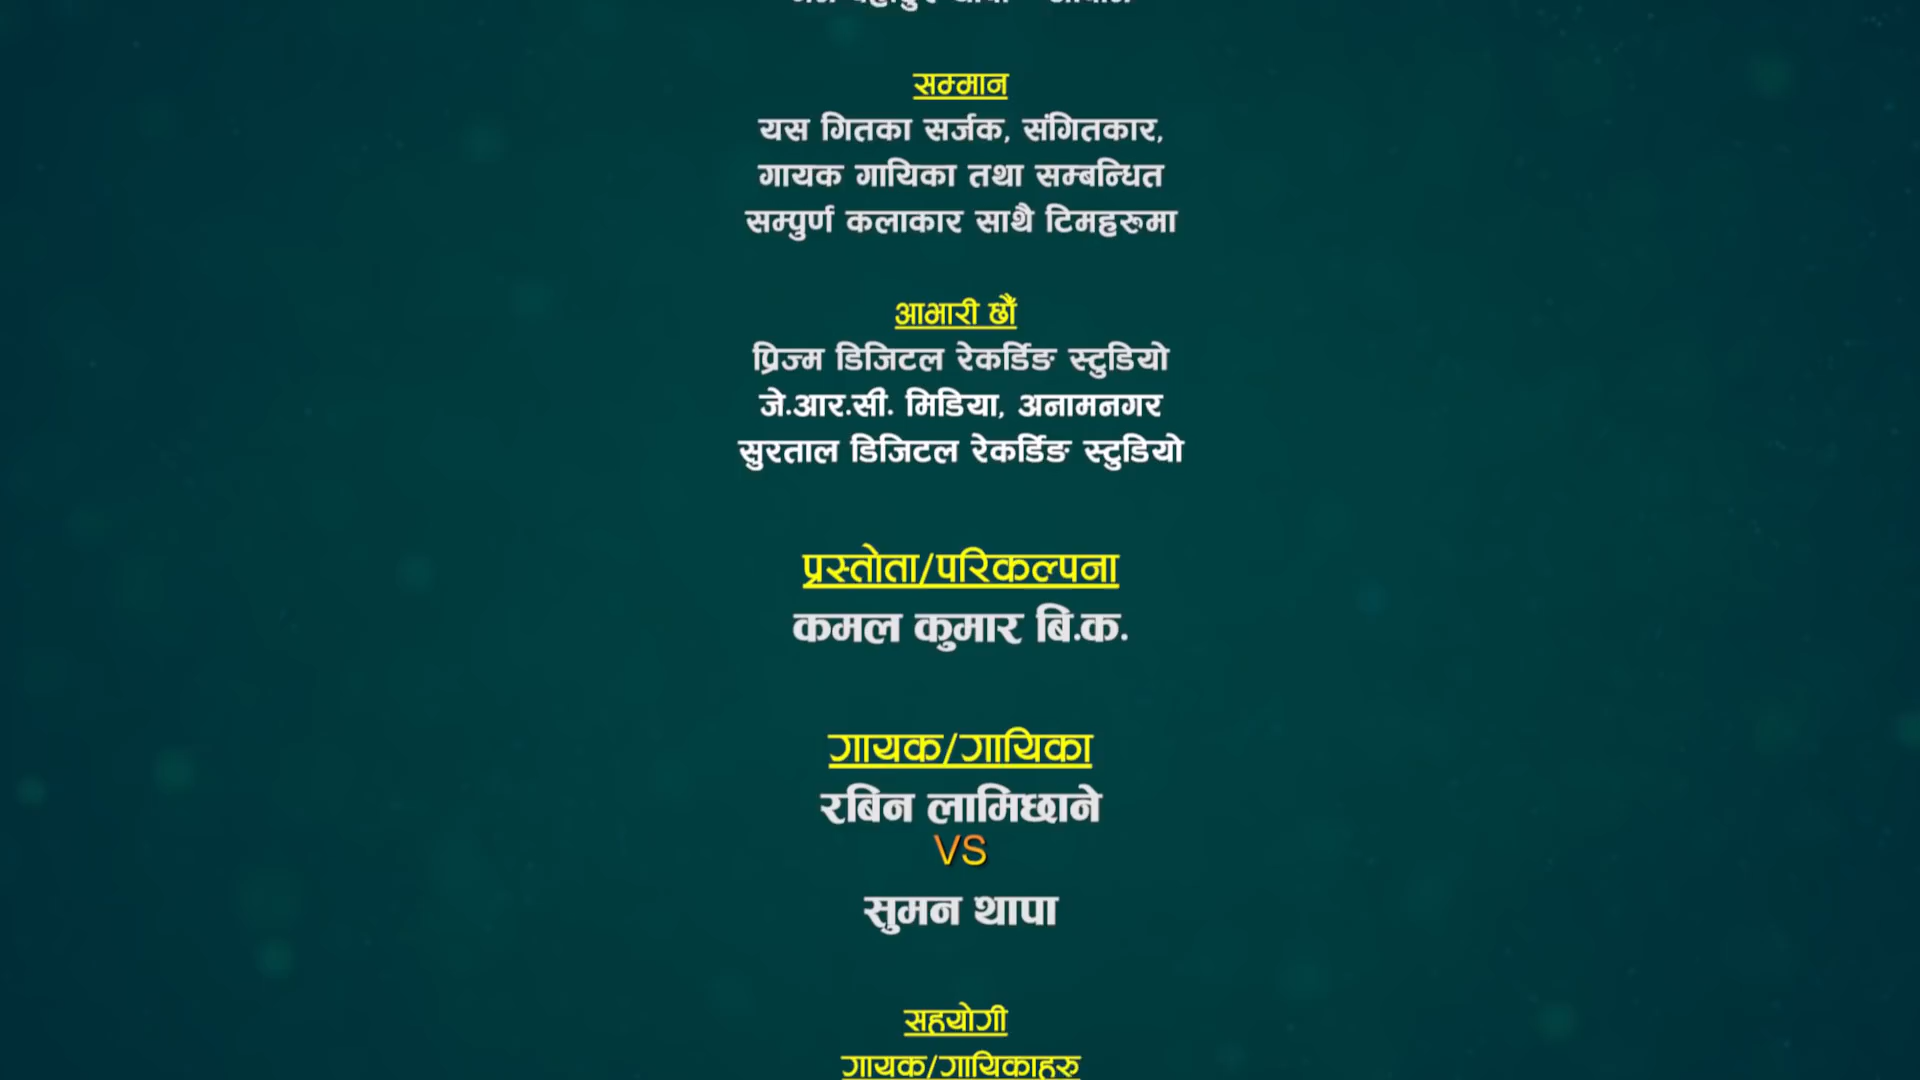 सम्मान
यस गितका सर्जक, संगितकार,
गायक गायिका तथा सम्बन्धित
सम्पुर्ण कलाकार साथै टिमहरूमा
आभारी छौं
प्रिज्म डिजिटल रेकर्डिङ स्टुडियो
जे.आर.सी. मिडिया, अनामनगर
सुरताल डिजिटल रेकर्डिङ स्टुडियो
प्रस्तोता/परिकल्पना
कमल कुमार बि.क.
गायक/गायिका
रबिन लामिछाने
VS
सुमन थापा
सहयोगी
गायक/गायिकाहरु